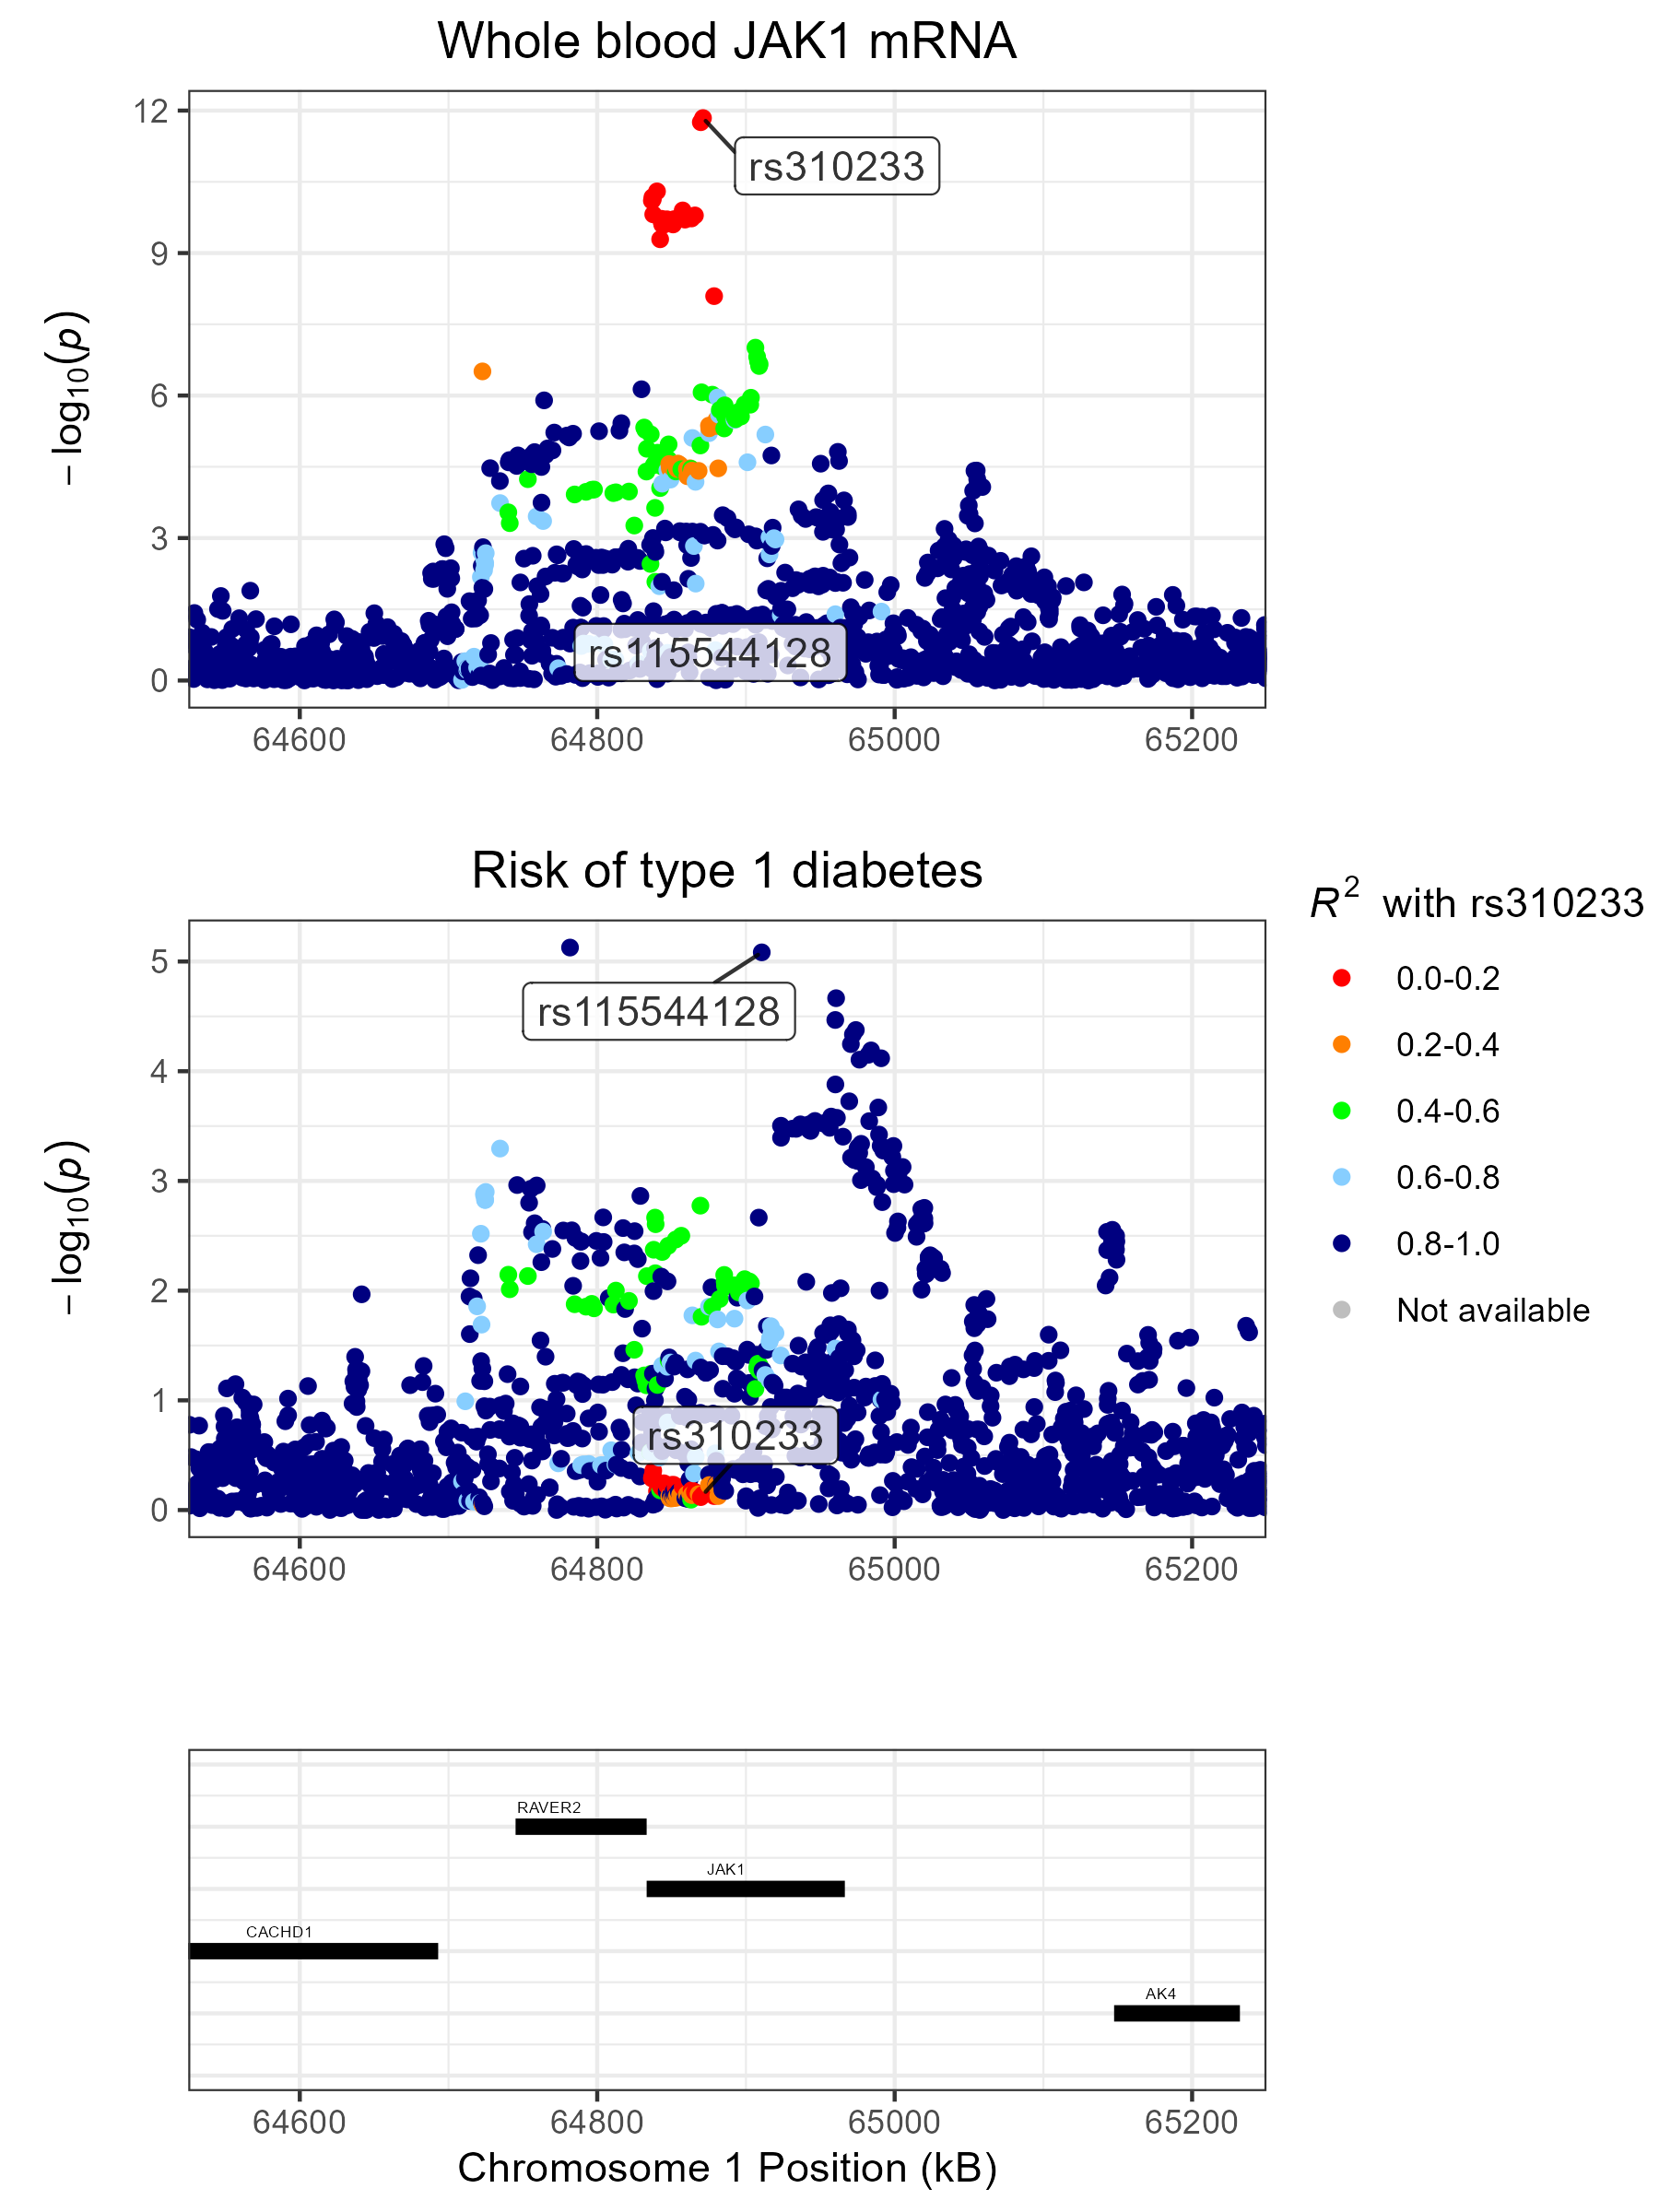 Whole blood JAK1 mRNA
12
9
6
3
0
− log10(p)
rs310233
rs115544128
64600 64800 65000 65200
Risk of type 1 diabetes
5
4
3
2
1
0
− log10(p)
rs115544128
rs310233
64600 64800 65000 65200
R2 with rs310233
0.0-0.2
0.2-0.4
0.4-0.6
0.6-0.8
0.8-1.0
Not available
RAVER2
JAK1
CACHD1
AK4
64600 64800 65000 65200
Chromosome 1 Position (kB)